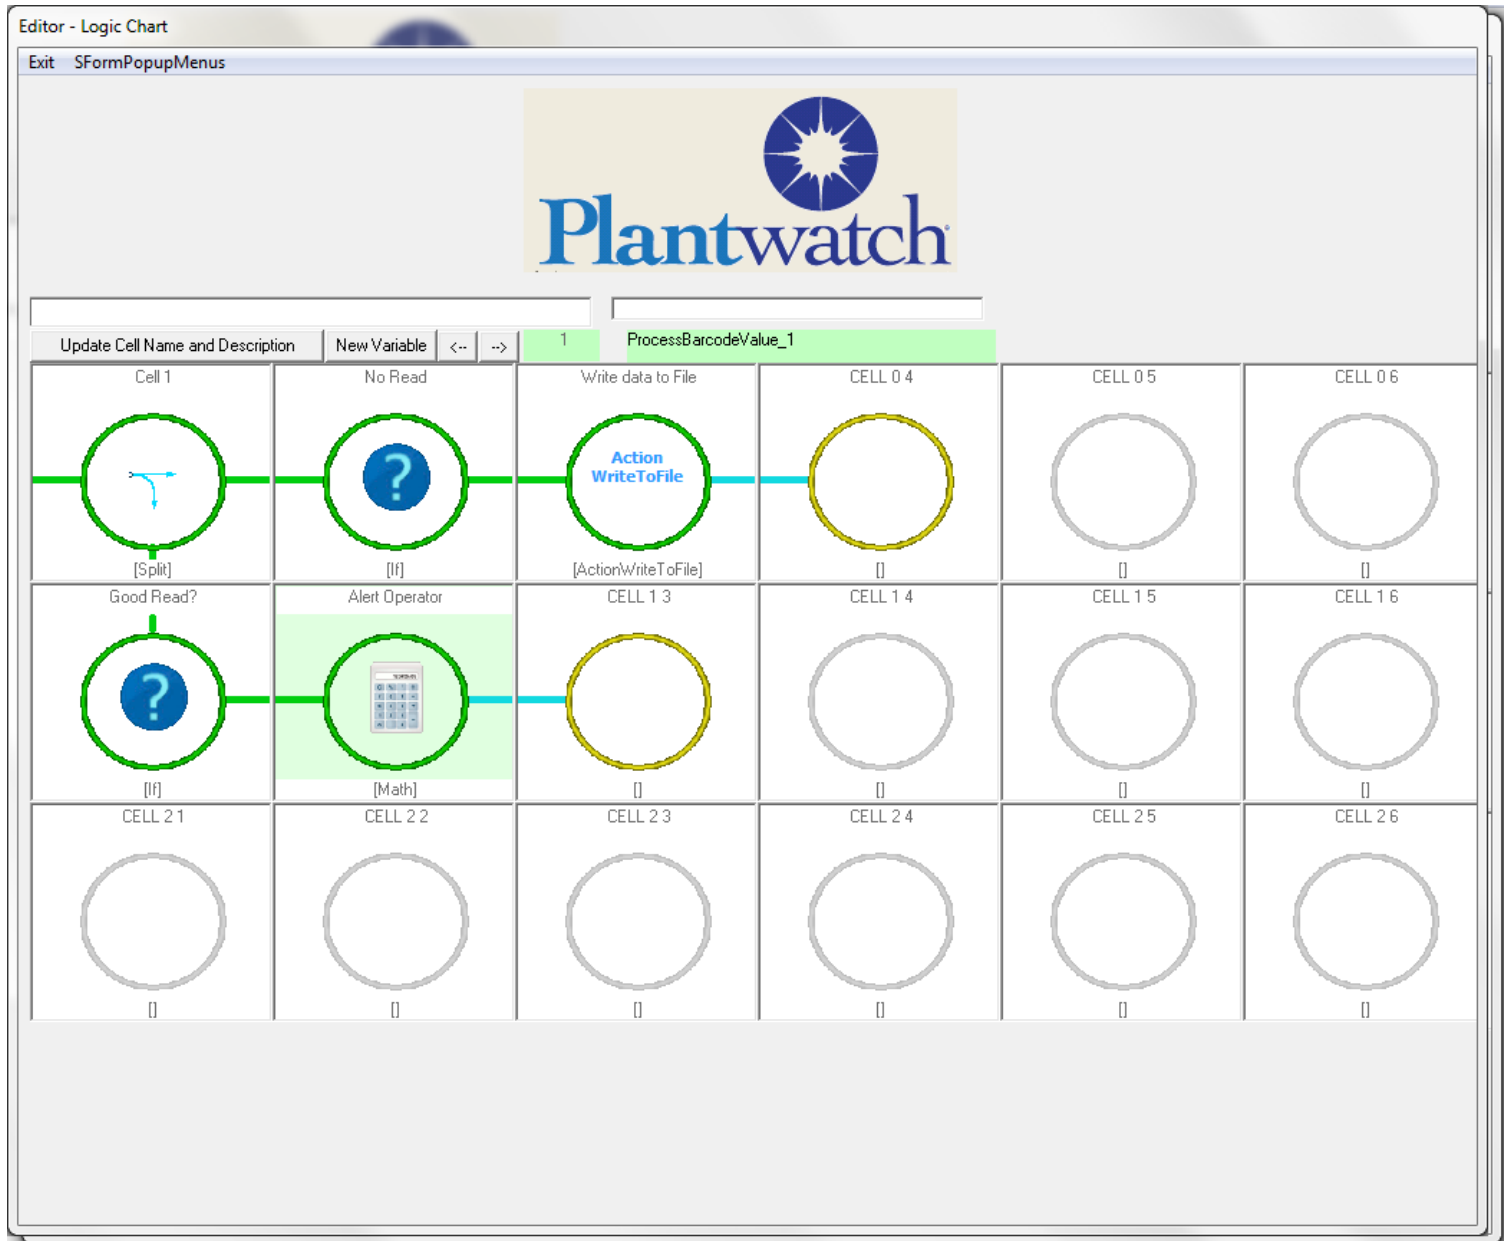 Editor - Logic Chart
Exit SFormPopupMenus
Plantwatch
Update Cell Name and Description New Variable <-- --> 1 ProcessBarcodeValue_1
Cell 1 No Read Write data to File CELL 0 4 CELL 0 5 CELL 0 6
Action
WriteToFile
[Split] [If] [ActionWriteToFile] [] [] []
Good Read? Alert Operator CELL 1 3 CELL 1 4 CELL 1 5 CELL 1 6
[If] [Math] [] [] [] []
CELL 2 1 CELL 2 2 CELL 2 3 CELL 2 4 CELL 2 5 CELL 2 6
[] [] [] [] [] []